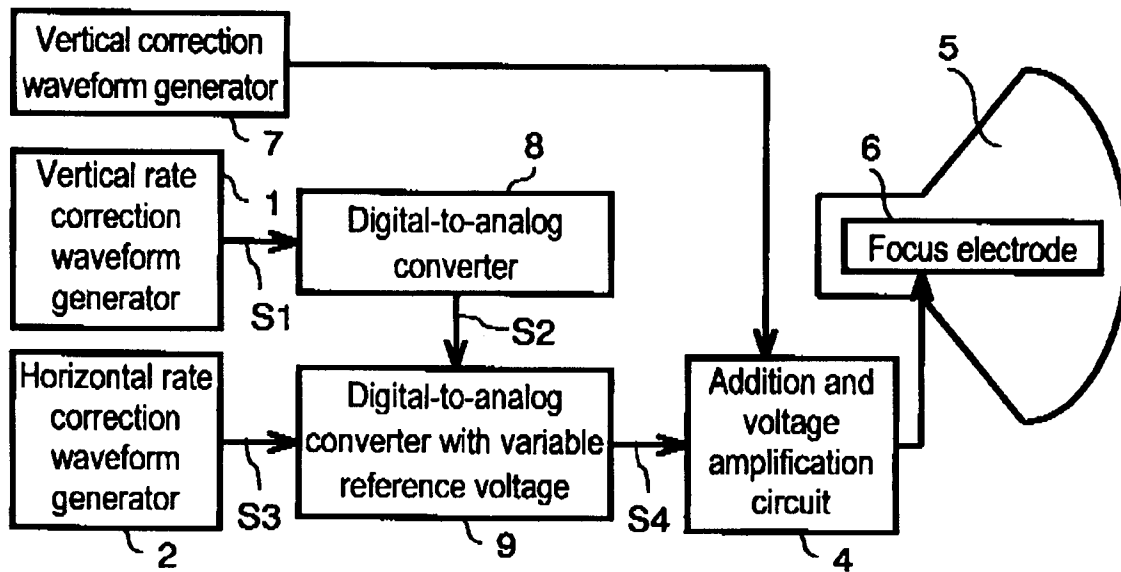 Vertical correction
waveform generator
7
Vertical rate
correction
waveform
generator
1
S1
8
Digital-to-analog
converter
S2
5
6
Focus electrode
Horizontal rate
correction
waveform
generator
2
S3
Digital-to-analog
converter with variable
reference voltage
9
S4
Addition and
voltage
amplification
circuit
4